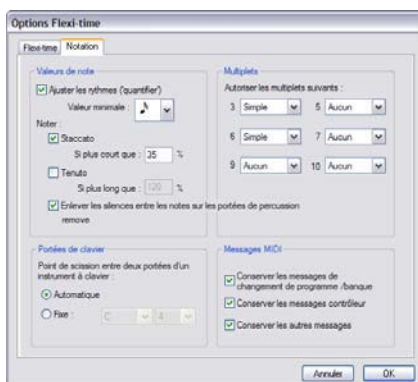 Options Flexi-time
Flexi-time Notation
Valeurs de note
Ajuster les rythmes ('quantifier')
Valeur minimale :
Noter :
Staccato
Si plus court que : 35 %
Tenuto
Si plus long que : 120 %
Enlever les silences entre les notes sur les portées de percussion
remove
Multiplets
Autoriser les multiplets suivants :
3 Simple 5 Aucun
6 Simple 7 Aucun
9 Aucun 10 Aucun
Portées de clavier
Point de scission entre deux portées d'un
instrument à clavier :
Automatique
Fixe : C 4
Messages MIDI
Conserver les messages de
changement de programme /banque
Conserver les messages contrôleur
Conserver les autres messages
Annuler OK